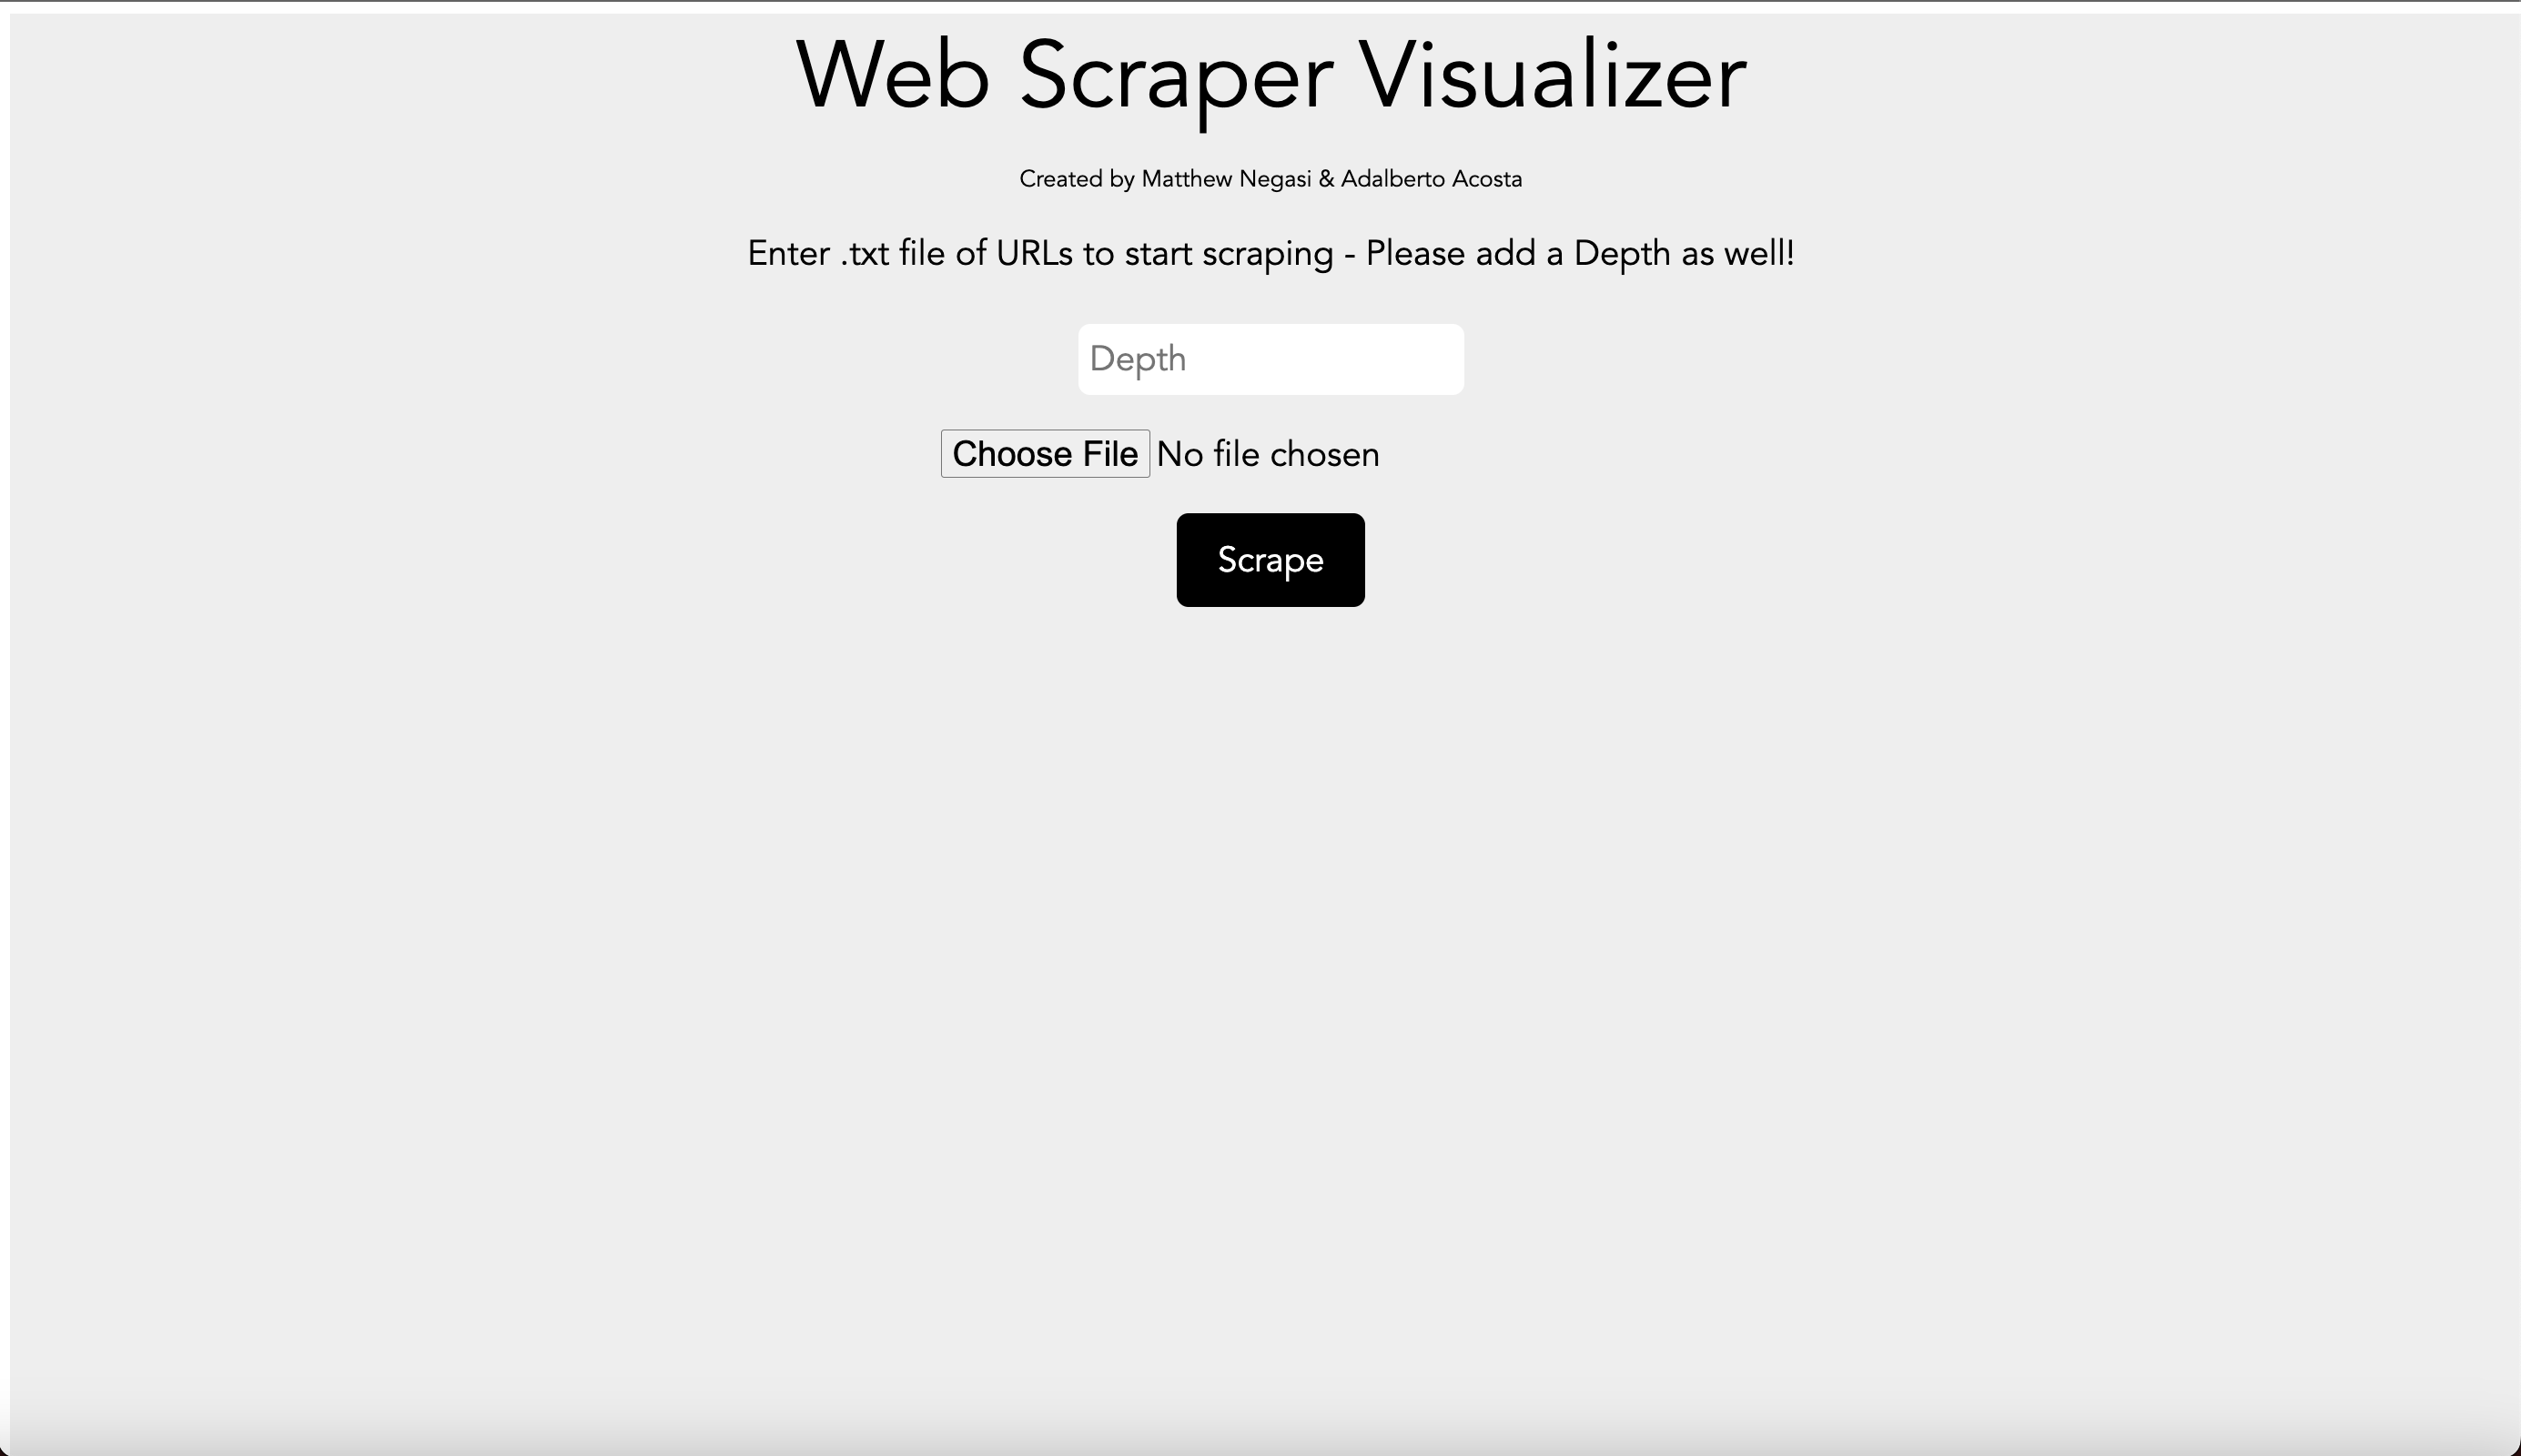 Web Scraper Visualizer
Created by Matthew Negasi & Adalberto Acosta
Enter .txt file of URLs to start scraping - Please add a Depth as well!
Depth
Choose File No file chosen
Scrape